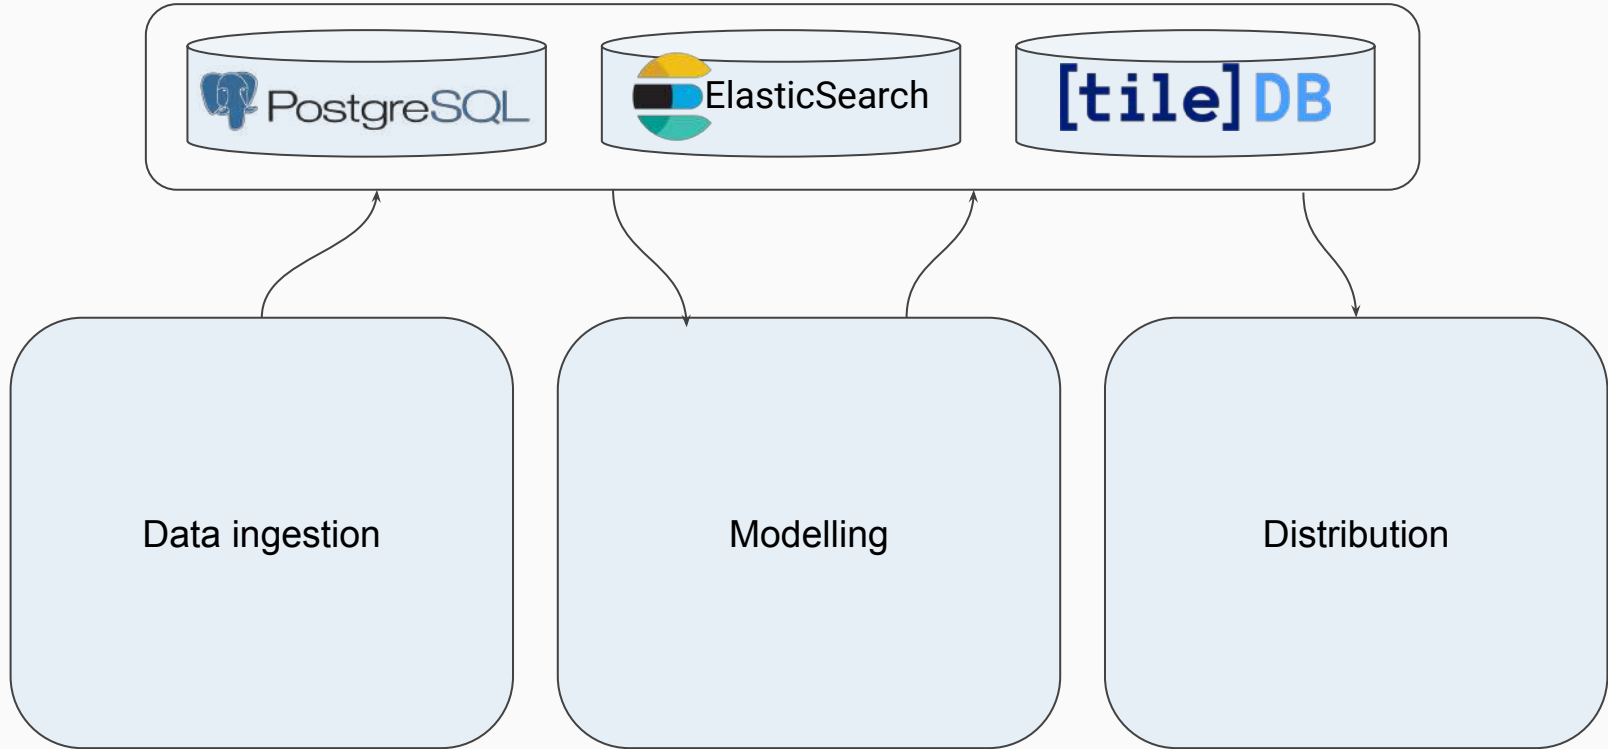 PostgreSQL
ElasticSearch
[tile]DB
Data ingestion
Modelling
Distribution